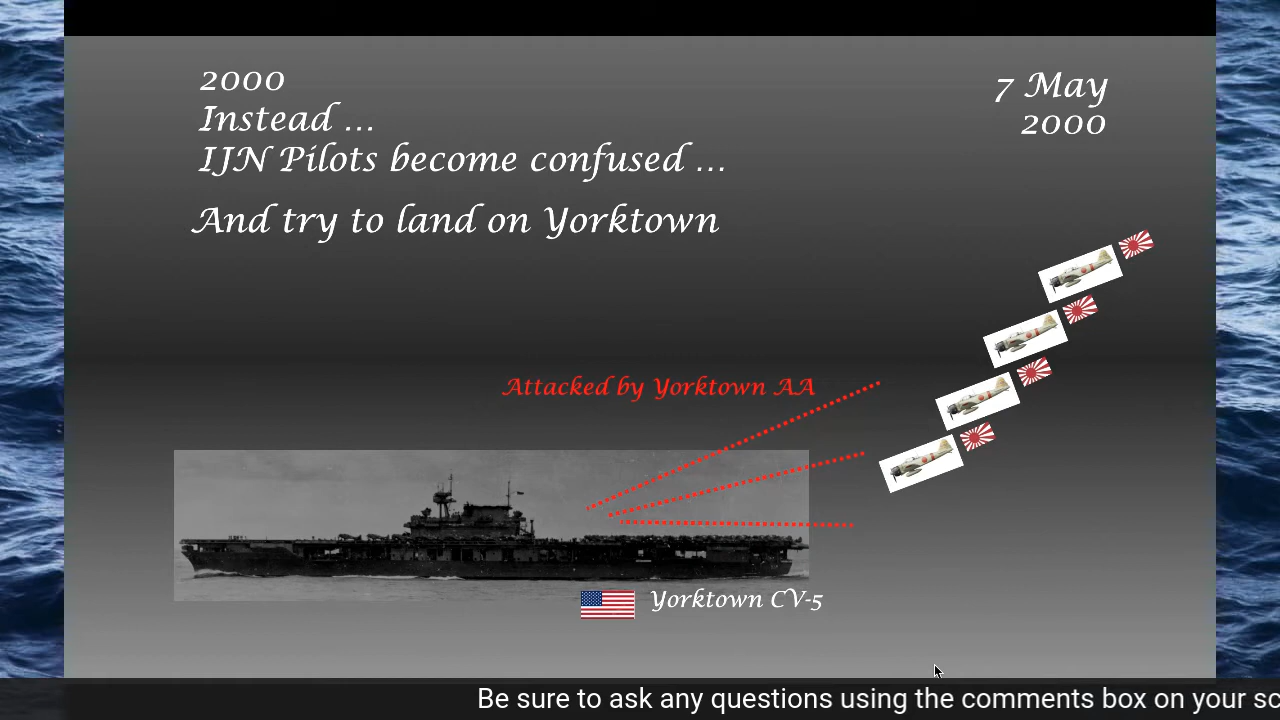 2000
Instead ...
IJN Pilots become confused ...
And try to land on Yorktown
7 May
2000
Attacked by Yorktown AA
Yorktown CV-5
Be sure to ask any questions using the comments box on your